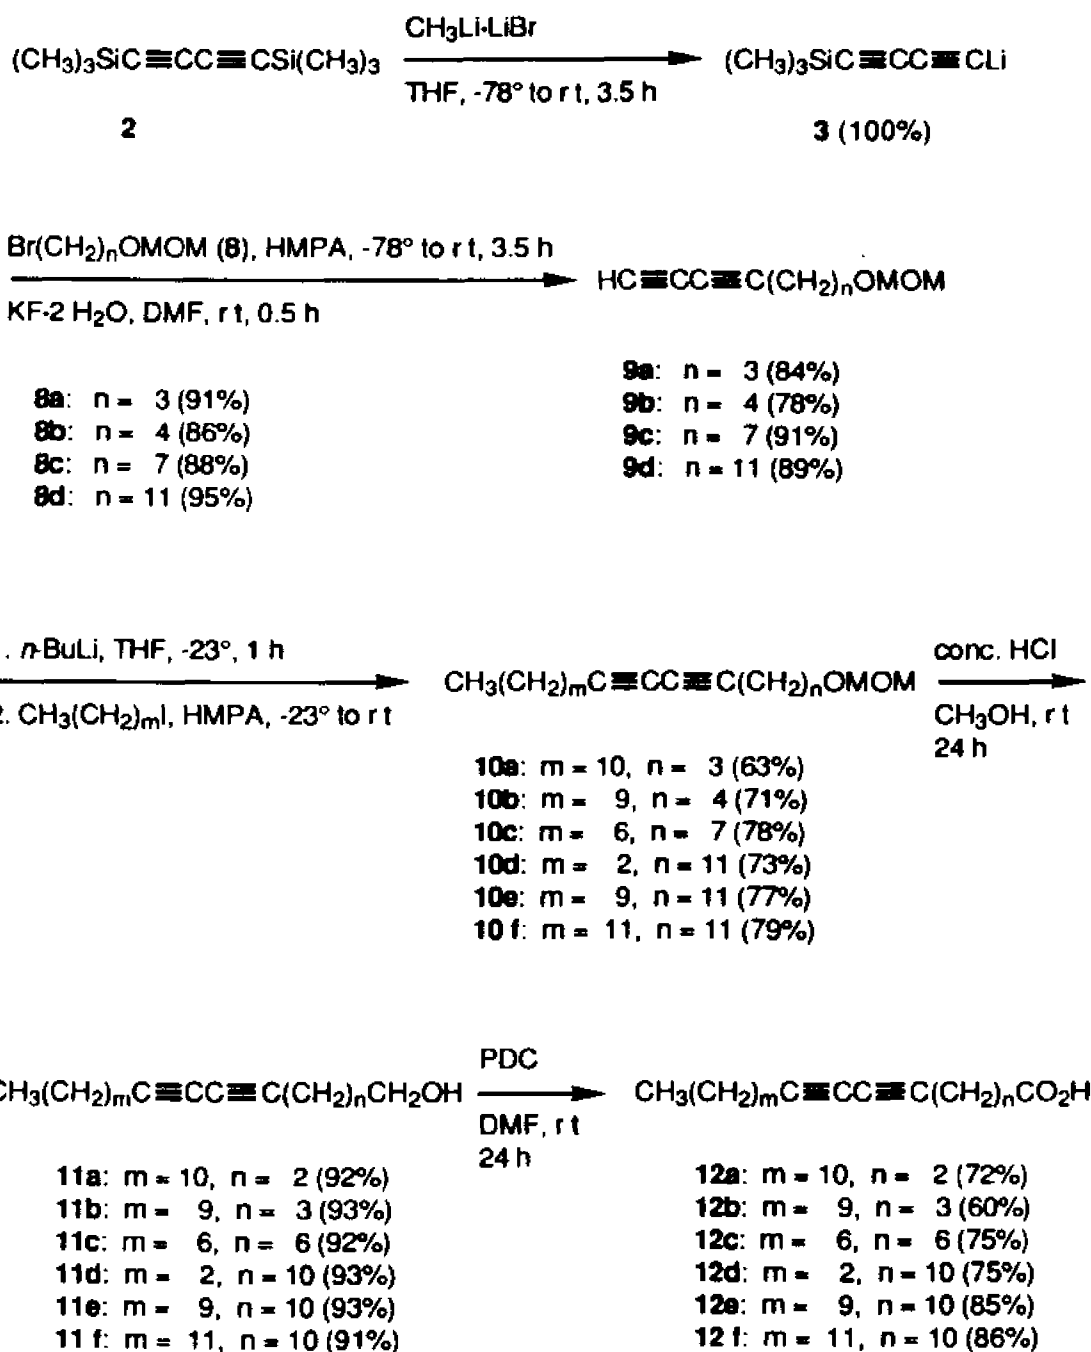 CH₃Li·LiBr
(CH₃)₃SiC≡CC≡CSi(CH₃)₃ (CH₃)₃SiC≡CC≡CLi
THF, -78° to r t, 3.5 h
2 3 (100%)
Br(CH₂)ₙOMOM (8), HMPA, -78° to r t, 3.5 h
HC≡CC≡C(CH₂)ₙOMOM
KF·2 H₂O, DMF, r t, 0.5 h
8a: n = 3 (91%)
8b: n = 4 (86%)
8c: n = 7 (88%)
8d: n = 11 (95%)
9a: n = 3 (84%)
9b: n = 4 (78%)
9c: n = 7 (91%)
9d: n = 11 (89%)
. n-BuLi, THF, -23°, 1 h
2. CH₃(CH₂)ₘI, HMPA, -23° to r t
CH₃(CH₂)ₘC≡CC≡C(CH₂)ₙOMOM
conc. HCl
CH₃OH, r t
24 h
10a: m = 10, n = 3 (63%)
10b: m = 9, n = 4 (71%)
10c: m = 6, n = 7 (78%)
10d: m = 2, n = 11 (73%)
10e: m = 9, n = 11 (77%)
10 f: m = 11, n = 11 (79%)
CH₃(CH₂)ₘC≡CC≡C(CH₂)ₙCH₂OH
PDC
DMF, r t
24 h
CH₃(CH₂)ₘC≡CC≡C(CH₂)ₙCO₂H
11a: m = 10, n = 2 (92%)
11b: m = 9, n = 3 (93%)
11c: m = 6, n = 6 (92%)
11d: m = 2, n = 10 (93%)
11e: m = 9, n = 10 (93%)
11 f: m = 11, n = 10 (91%)
12a: m = 10, n = 2 (72%)
12b: m = 9, n = 3 (60%)
12c: m = 6, n = 6 (75%)
12d: m = 2, n = 10 (75%)
12e: m = 9, n = 10 (85%)
12 f: m = 11, n = 10 (86%)